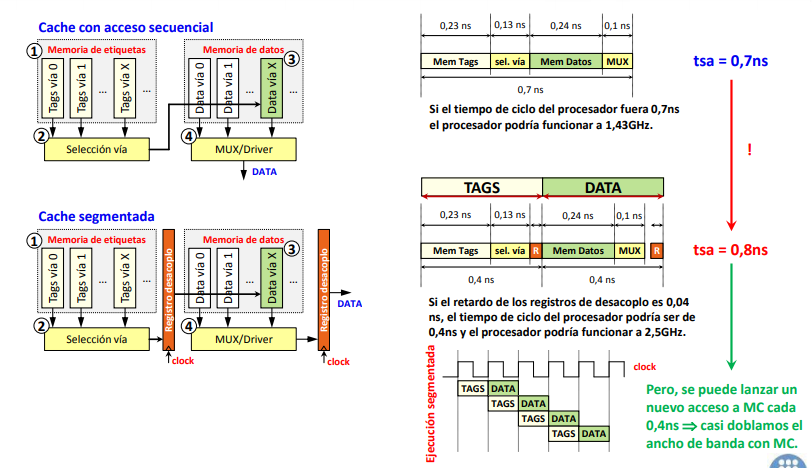 Cache con acceso secuencial
1
Memoria de etiquetas
Tags vía 0
Tags vía 1
...
Tags vía X
...
2
Selección vía
Memoria de datos
3
Data vía 0
Data vía 1
...
Data vía X
...
4
MUX/Driver
DATA
0,23 ns
0,13 ns
0,24 ns
0,1 ns
Mem Tags
sel. vía
Mem Datos
MUX
0,7 ns
Si el tiempo de ciclo del procesador fuera 0,7ns
el procesador podría funcionar a 1,43GHz.
tsa = 0,7ns
!
Cache segmentada
1
Memoria de etiquetas
Tags vía 0
Tags vía 1
...
Tags vía X
...
2
Selección vía
Registro desacoplo
clock
Memoria de datos
3
Data vía 0
Data vía 1
...
Data vía X
...
4
MUX/Driver
Registro desacoplo
DATA
clock
TAGS
DATA
0,23 ns
0,13 ns
0,24 ns
0,1 ns
Mem Tags
sel. vía
R
Mem Datos
MUX
R
0,4 ns
0,4 ns
tsa = 0,8ns
Si el retardo de los registros de desacoplo es 0,04
ns, el tiempo de ciclo del procesador podría ser de
0,4ns y el procesador podría funcionar a 2,5GHz.
Ejecución segmentada
clock
TAGS DATA
TAGS DATA
TAGS DATA
TAGS DATA
Pero, se puede lanzar un
nuevo acceso a MC cada
0,4ns ⇒ casi doblamos el
ancho de banda con MC.